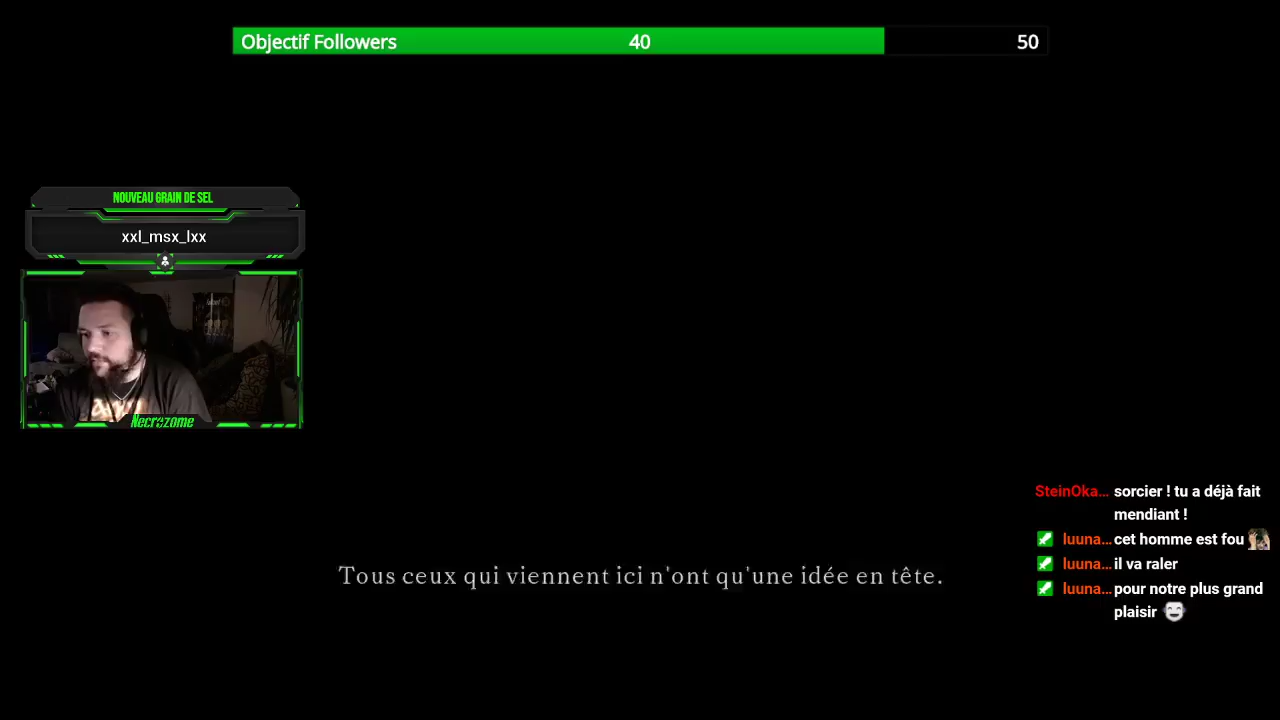 Objectif Followers 40 50
NOUVEAU GRAIN DE SEL
xxl_msx_lxx
Necrozome
SteinOka... sorcier ! tu a déjà fait
mendiant !
luuna... cet homme est fou
luuna... il va raler
luuna... pour notre plus grand
plaisir
Tous ceux qui viennent ici n'ont qu'une idée en tête.